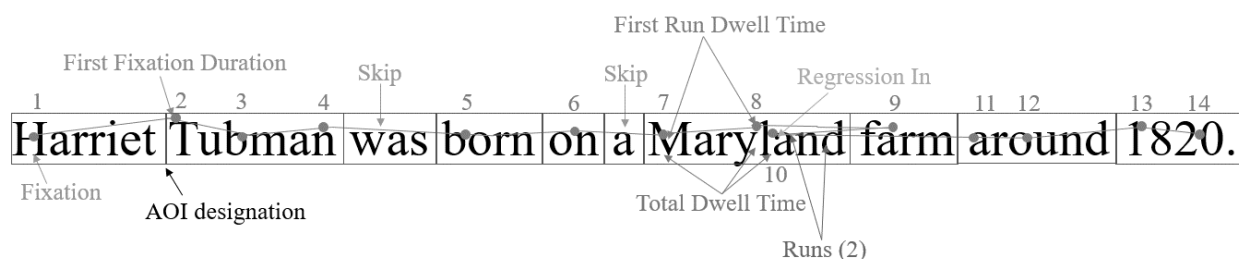 First Run Dwell Time
First Fixation Duration
Skip
Skip
Regression In
1 2 3 4 5 6 7 8 9 11 12 13 14
Harriet Tubman was born on a Maryland farm around 1820.
10
Fixation
AOI designation
Total Dwell Time
Runs (2)